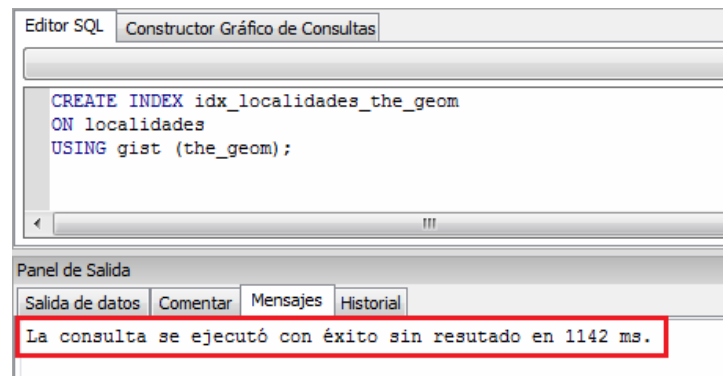 Editor SQL Constructor Gráfico de Consultas
CREATE INDEX idx_localidades_the_geom
ON localidades
USING gist (the_geom);
Panel de Salida
Salida de datos Comentar Mensajes Historial
La consulta se ejecutó con éxito sin resutado en 1142 ms.